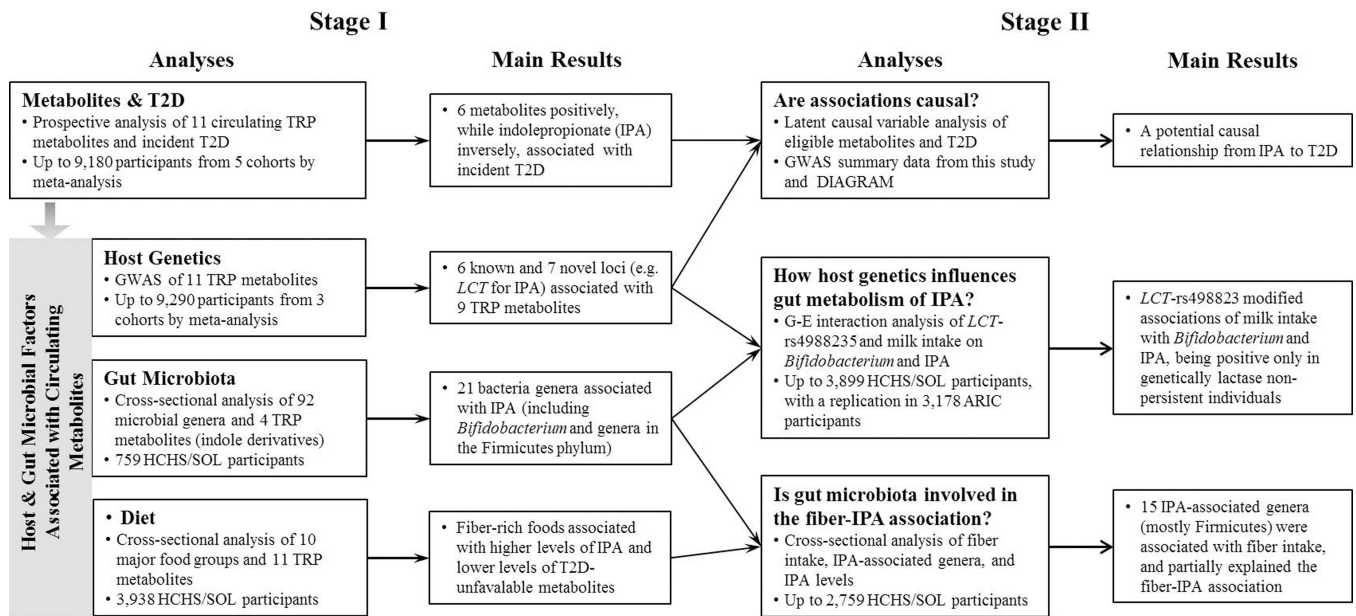 Stage I
Stage II
Analyses
Main Results
Analyses
Main Results
Metabolites & T2D
• Prospective analysis of 11 circulating TRP
metabolites and incident T2D
• Up to 9,180 participants from 5 cohorts by
meta-analysis
• 6 metabolites positively,
while indolepropionate (IPA)
inversely, associated with
incident T2D
Are associations causal?
• Latent causal variable analysis of
eligible metabolites and T2D
• GWAS summary data from this study
and DIAGRAM
• A potential causal
relationship from IPA to T2D
Host & Gut Microbial Factors
Associated with Circulating
Metabolites
Host Genetics
• GWAS of 11 TRP metabolites
• Up to 9,290 participants from 3
cohorts by meta-analysis
• 6 known and 7 novel loci (e.g.
LCT for IPA) associated with
9 TRP metabolites
How host genetics influences
gut metabolism of IPA?
• G-E interaction analysis of LCT-
rs4988235 and milk intake on
Bifidobacterium and IPA
• Up to 3,899 HCHS/SOL participants,
with a replication in 3,178 ARIC
participants
• LCT-rs498823 modified
associations of milk intake
with Bifidobacterium and
IPA, being positive only in
genetically lactase non-
persistent individuals
Gut Microbiota
• Cross-sectional analysis of 92
microbial genera and 4 TRP
metabolites (indole derivatives)
• 759 HCHS/SOL participants
• 21 bacteria genera associated
with IPA (including
Bifidobacterium and genera in
the Firmicutes phylum)
• Diet
• Cross-sectional analysis of 10
major food groups and 11 TRP
metabolites
• 3,938 HCHS/SOL participants
• Fiber-rich foods associated
with higher levels of IPA and
lower levels of T2D-
unfavalable metabolites
Is gut microbiota involved in
the fiber-IPA association?
• Cross-sectional analysis of fiber
intake, IPA-associated genera, and
IPA levels
• Up to 2,759 HCHS/SOL participants
• 15 IPA-associated genera
(mostly Firmicutes) were
associated with fiber intake,
and partially explained the
fiber-IPA association